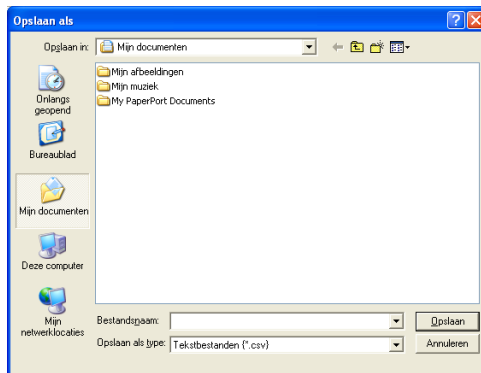 Opslaan als
Opslaan in:
Mijn documenten
Onlangs
geopend
Bureaublad
Mijn documenten
Deze computer
Mijn
netwerklocaties
Mijn afbeeldingen
Mijn muziek
My PaperPort Documents
Bestandsnaam:
Opslaan
Opslaan als type:
Tekstbestanden {*.csv}
Annuleren